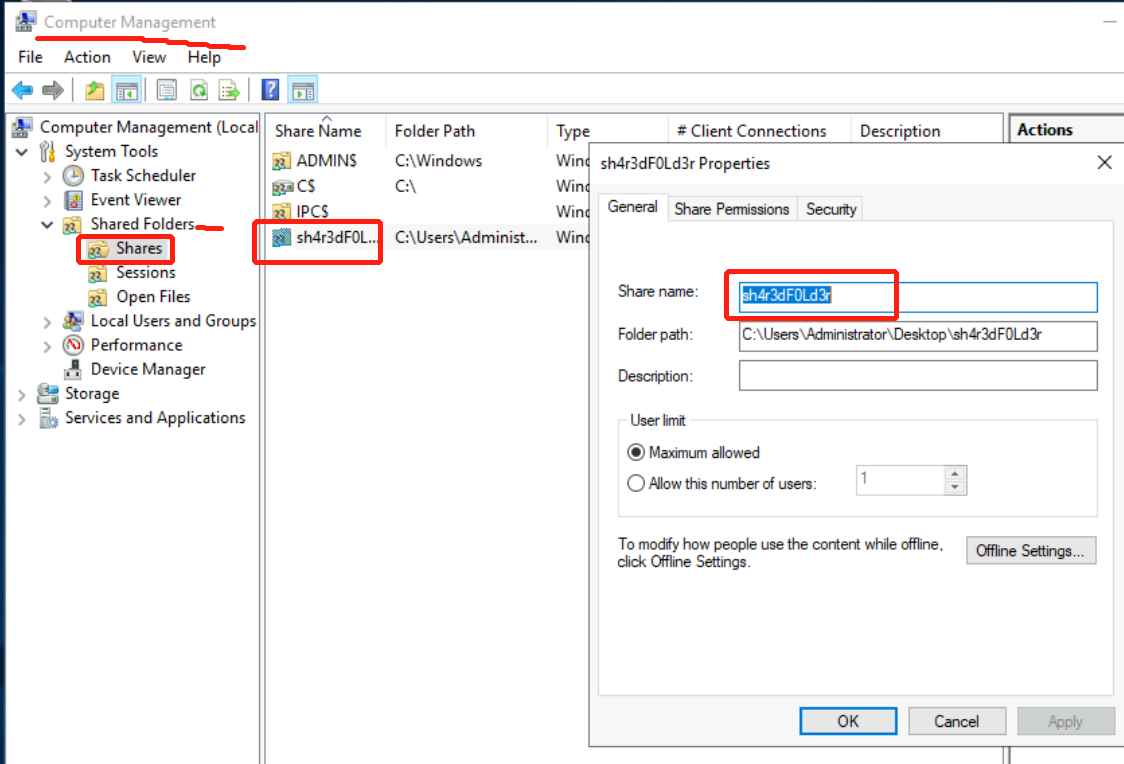 Computer Management
File Action View Help
Computer Management (Local
System Tools
Task Scheduler
Event Viewer
Shared Folders
Shares
Sessions
Open Files
Local Users and Groups
Performance
Device Manager
Storage
Services and Applications
Share Name Folder Path Type # Client Connections Description
ADMIN$ C:\Windows Winc
C$ C:\ Winc
IPC$ Winc
sh4r3dF0L... C:\Users\Administ... Winc
Actions
sh4r3dF0Ld3r Properties
General Share Permissions Security
Share name: sh4r3dF0Ld3r
Folder path: C:\Users\Administrator\Desktop\sh4r3dF0Ld3r
Description:
User limit
Maximum allowed
Allow this number of users: 1
To modify how people use the content while offline,
click Offline Settings.
Offline Settings...
OK Cancel Apply